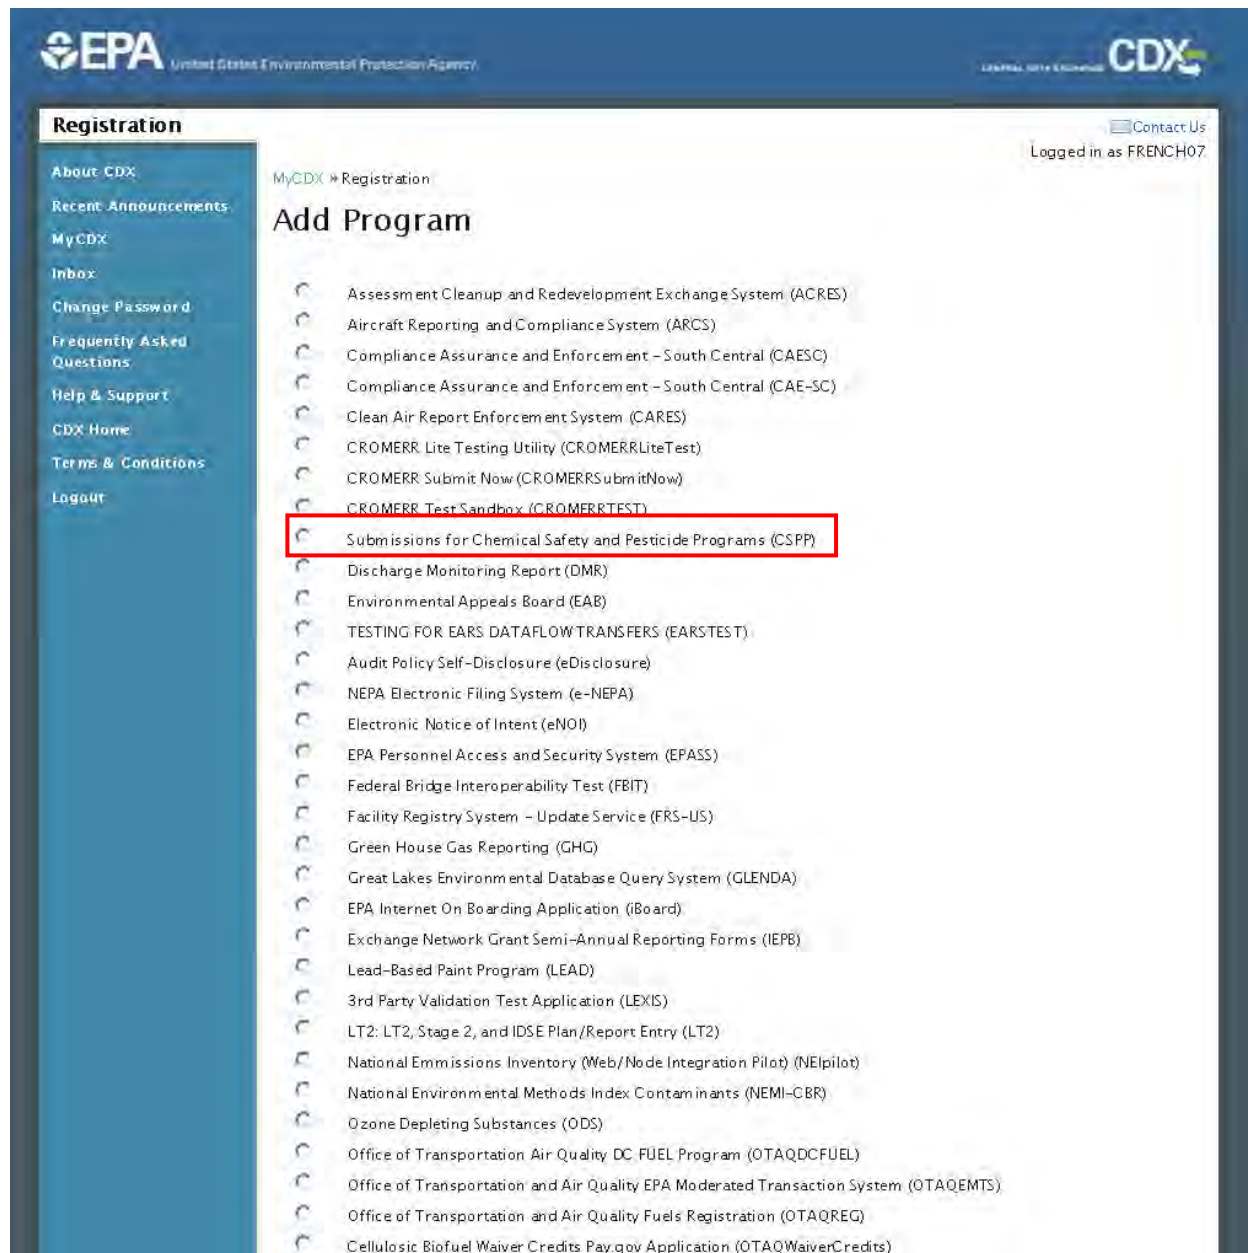 EPA United States Environmental Protection Agency
CDX
Registration
Contact Us
Logged in as FRENCH07
About CDX
Recent Announcements
MyCDX
Inbox
Change Password
Frequently Asked
Questions
Help & Support
CDX Home
Terms & Conditions
Logout
MyCDX » Registration
Add Program
Assessment Cleanup and Redevelopment Exchange System (ACRES)
Aircraft Reporting and Compliance System (ARCS)
Compliance Assurance and Enforcement - South Central (CAESC)
Compliance Assurance and Enforcement - South Central (CAE-SC)
Clean Air Report Enforcement System (CARES)
CROMERR Lite Testing Utility (CROMERRLiteTest)
CROMERR Submit Now (CROMERRSubmitNow)
CROMERR Test Sandbox (CROMERRTEST)
Submissions for Chemical Safety and Pesticide Programs (CSPP)
Discharge Monitoring Report (DMR)
Environmental Appeals Board (EAB)
TESTING FOR EARS DATAFLOW TRANSFERS (EARSTEST)
Audit Policy Self-Disclosure (eDisclosure)
NEPA Electronic Filing System (e-NEPA)
Electronic Notice of Intent (eNOI)
EPA Personnel Access and Security System (EPASS)
Federal Bridge Interoperability Test (FBIT)
Facility Registry System - Update Service (FRS-US)
Green House Gas Reporting (GHG)
Great Lakes Environmental Database Query System (GLENDA)
EPA Internet On Boarding Application (iBoard)
Exchange Network Grant Semi-Annual Reporting Forms (IEPB)
Lead-Based Paint Program (LEAD)
3rd Party Validation Test Application (LEXIS)
LT2: LT2, Stage 2, and IDSE Plan/Report Entry (LT2)
National Emmissions Inventory (Web/Node Integration Pilot) (NEIpilot)
National Environmental Methods Index Contaminants (NEMI-CBR)
Ozone Depleting Substances (ODS)
Office of Transportation Air Quality DC FUEL Program (OTAQDCFUEL)
Office of Transportation and Air Quality EPA Moderated Transaction System (OTAQEMTS)
Office of Transportation and Air Quality Fuels Registration (OTAQREG)
Cellulosic Biofuel Waiver Credits Pay.gov Application (OTAQWaiverCredits)